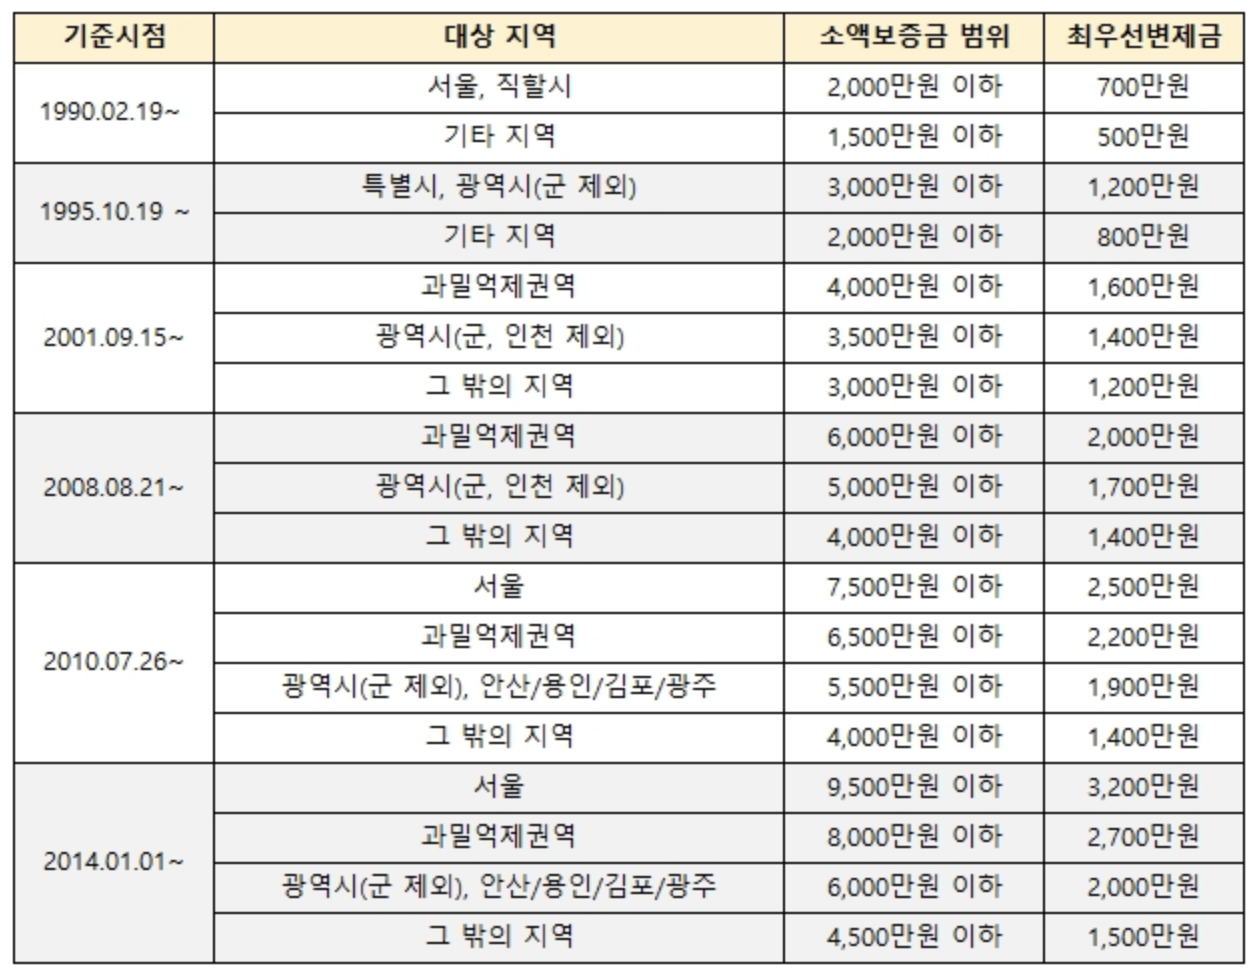 기준시점 대상 지역 소액보증금 범위 최우선변제금
1990.02.19~ 서울, 직할시 2,000만원 이하 700만원
기타 지역 1,500만원 이하 500만원
1995.10.19 ~ 특별시, 광역시(군 제외) 3,000만원 이하 1,200만원
기타 지역 2,000만원 이하 800만원
2001.09.15~ 과밀억제권역 4,000만원 이하 1,600만원
광역시(군, 인천 제외) 3,500만원 이하 1,400만원
그 밖의 지역 3,000만원 이하 1,200만원
2008.08.21~ 과밀억제권역 6,000만원 이하 2,000만원
광역시(군, 인천 제외) 5,000만원 이하 1,700만원
그 밖의 지역 4,000만원 이하 1,400만원
2010.07.26~ 서울 7,500만원 이하 2,500만원
과밀억제권역 6,500만원 이하 2,200만원
광역시(군 제외), 안산/용인/김포/광주 5,500만원 이하 1,900만원
그 밖의 지역 4,000만원 이하 1,400만원
2014.01.01~ 서울 9,500만원 이하 3,200만원
과밀억제권역 8,000만원 이하 2,700만원
광역시(군 제외), 안산/용인/김포/광주 6,000만원 이하 2,000만원
그 밖의 지역 4,500만원 이하 1,500만원